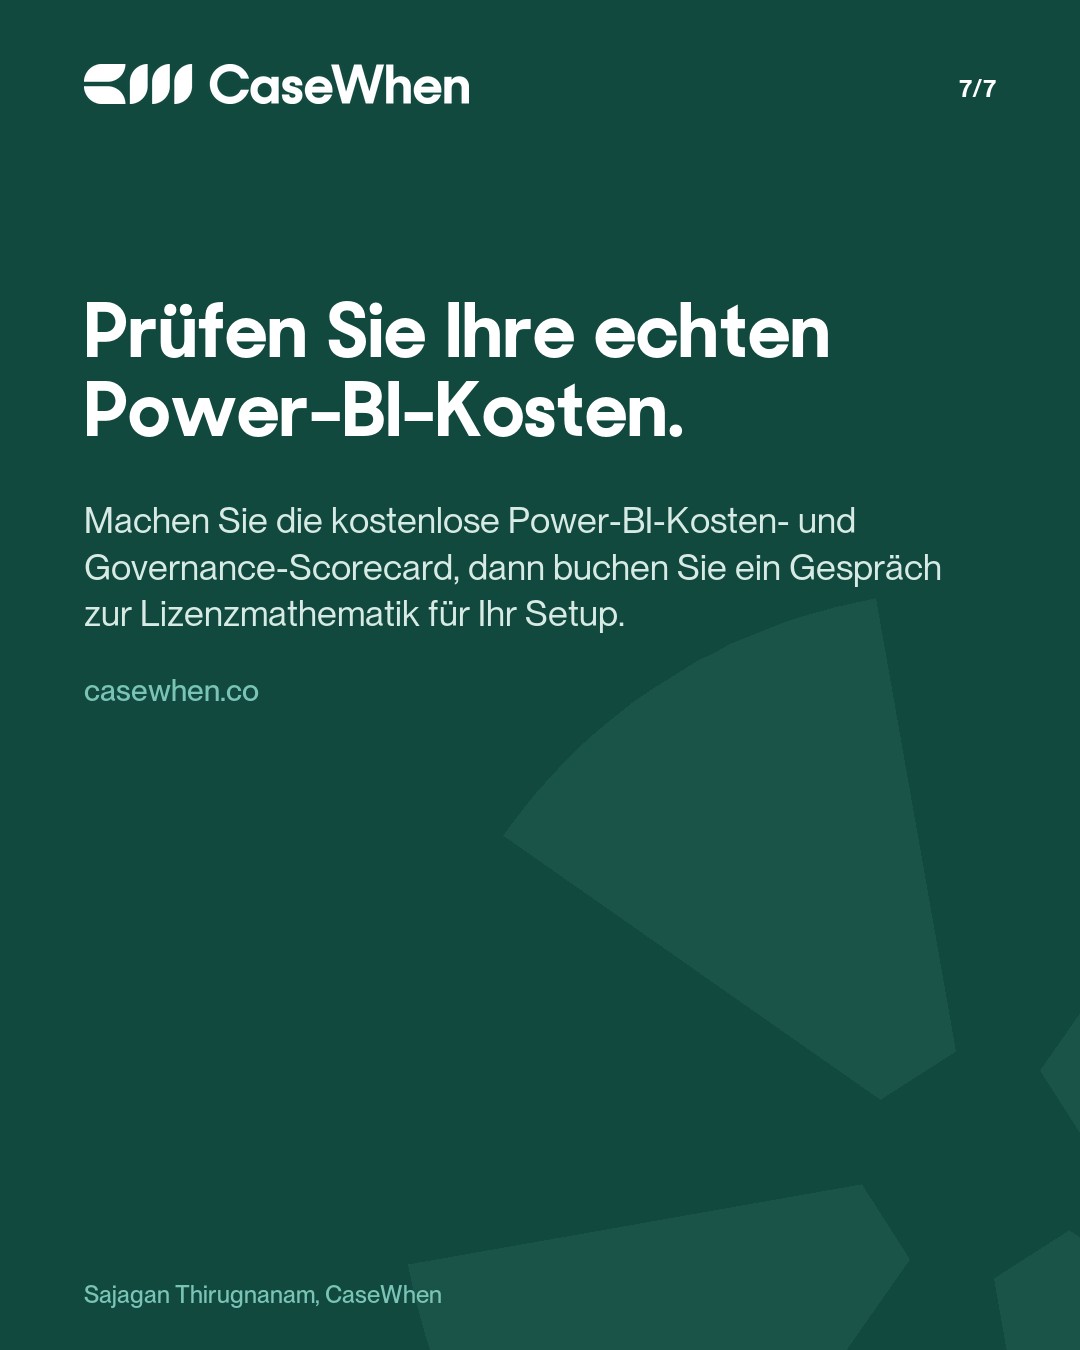 CaseWhen
7/7
Prüfen Sie Ihre echten
Power-BI-Kosten.
Machen Sie die kostenlose Power-BI-Kosten- und
Governance-Scorecard, dann buchen Sie ein Gespräch
zur Lizenzmathematik für Ihr Setup.
casewhen.co
Sajagan Thirugnanam, CaseWhen